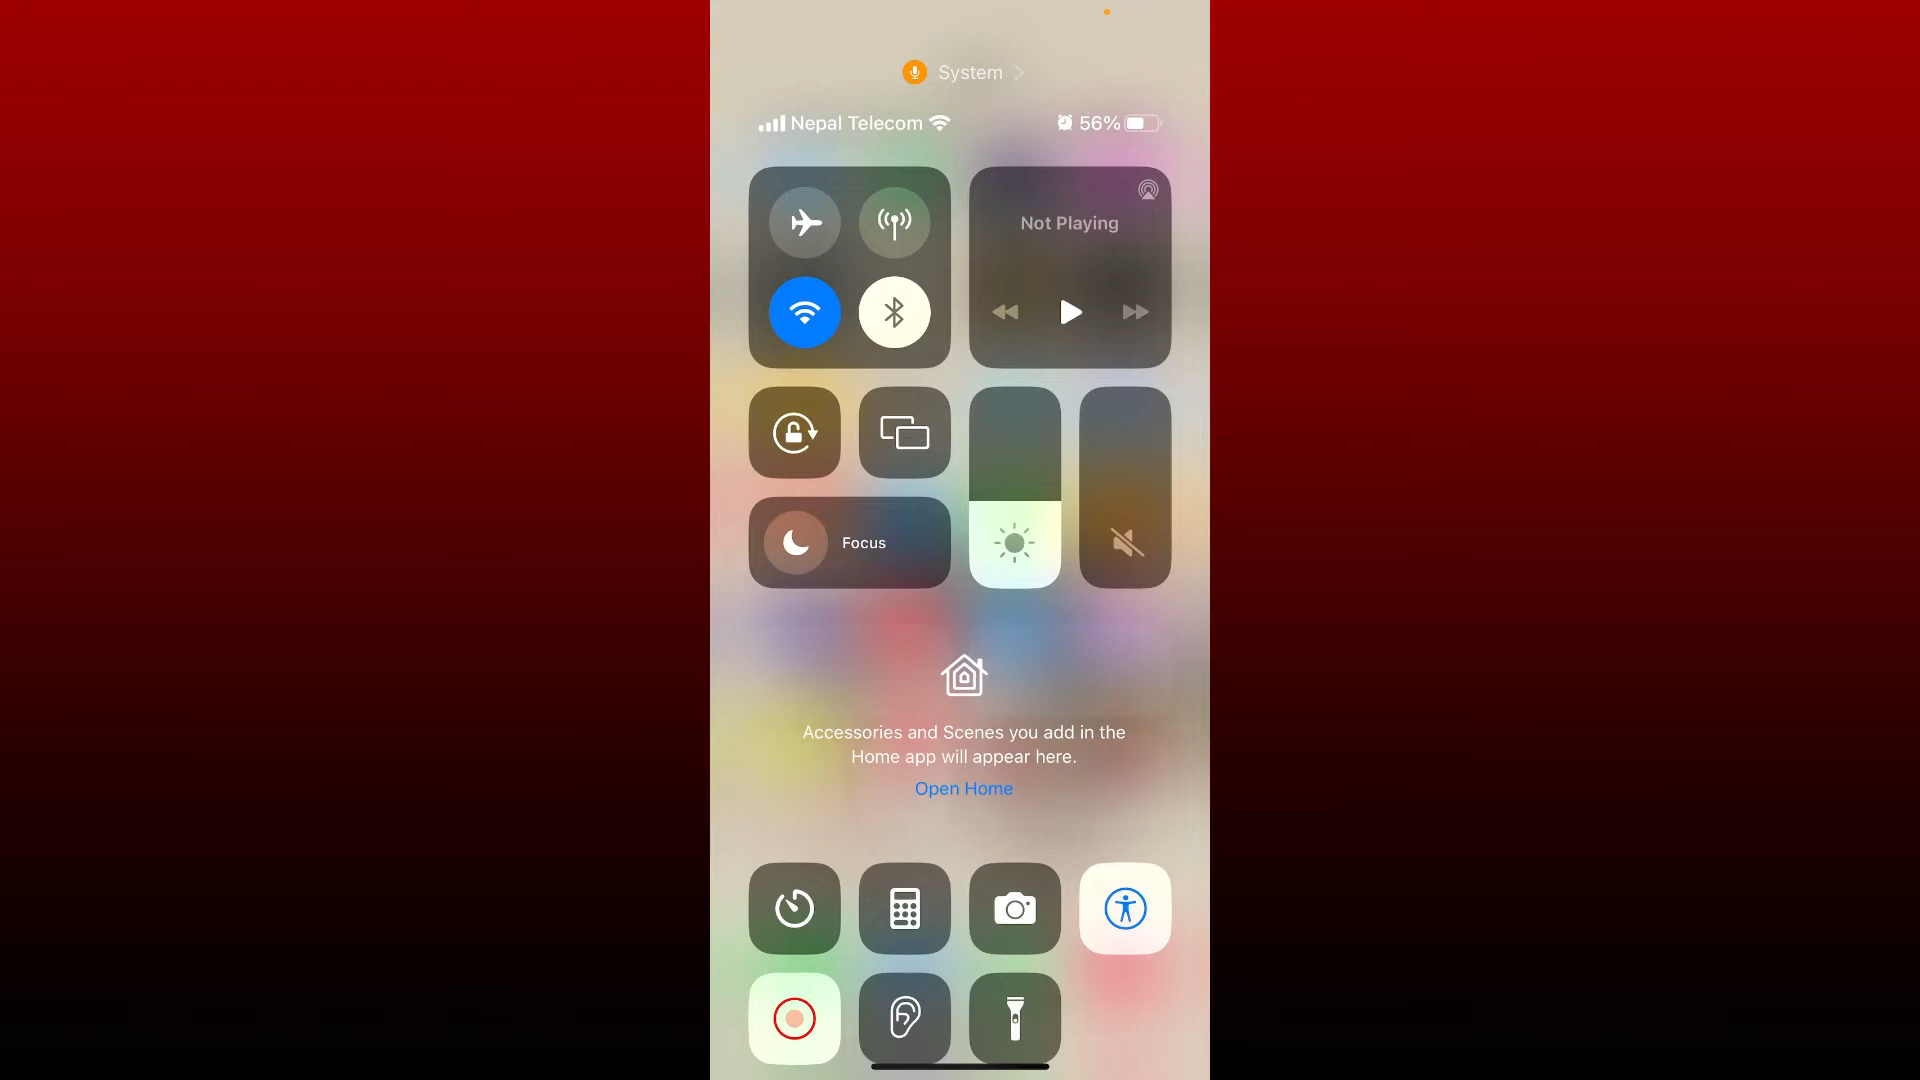 System
Nepal Telecom
56%
Not Playing
Focus
Accessories and Scenes you add in the
Home app will appear here.
Open Home